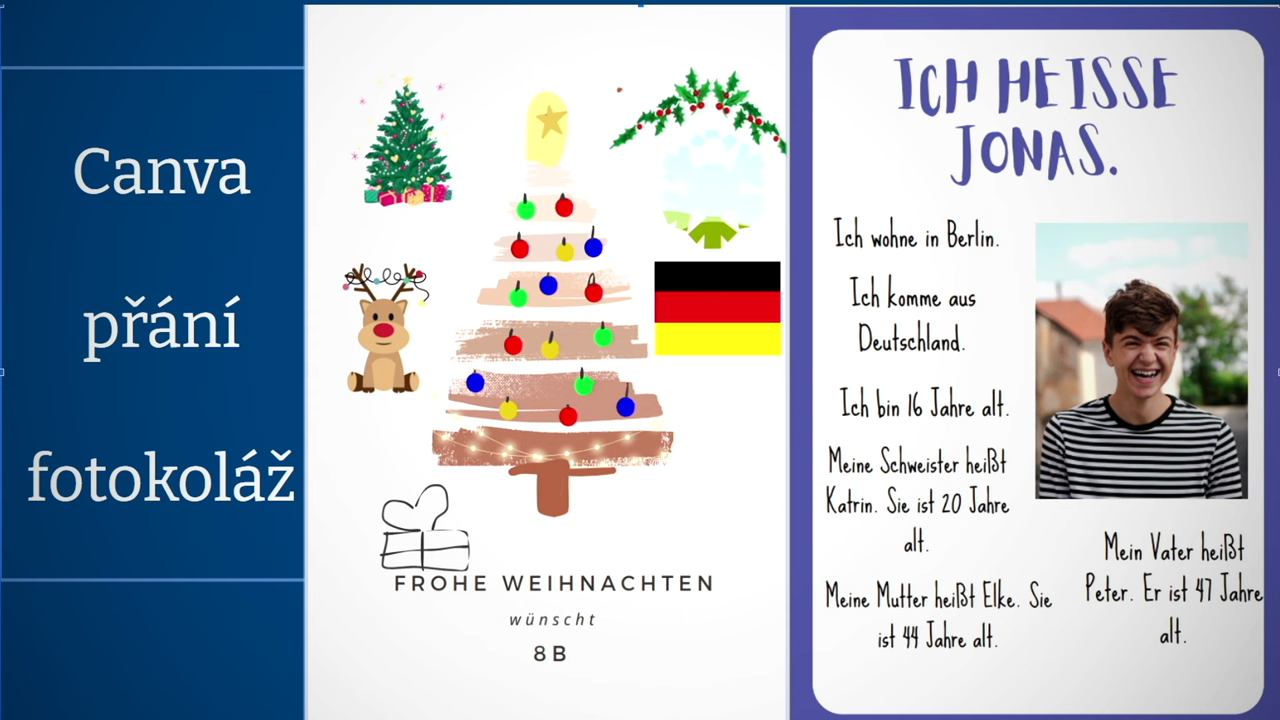 Canva
přání
fotokoláž
FROHE WEIHNACHTEN
wünscht
8B
ICH HEISSE
JONAS.
Ich wohne in Berlin.
Ich komme aus
Deutschland.
Ich bin 16 Jahre alt.
Meine Schweister heißt
Katrin. Sie ist 20 Jahre
alt.
Meine Mutter heißt Elke. Sie
ist 44 Jahre alt.
Mein Vater heißt
Peter. Er ist 47 Jahre
alt.